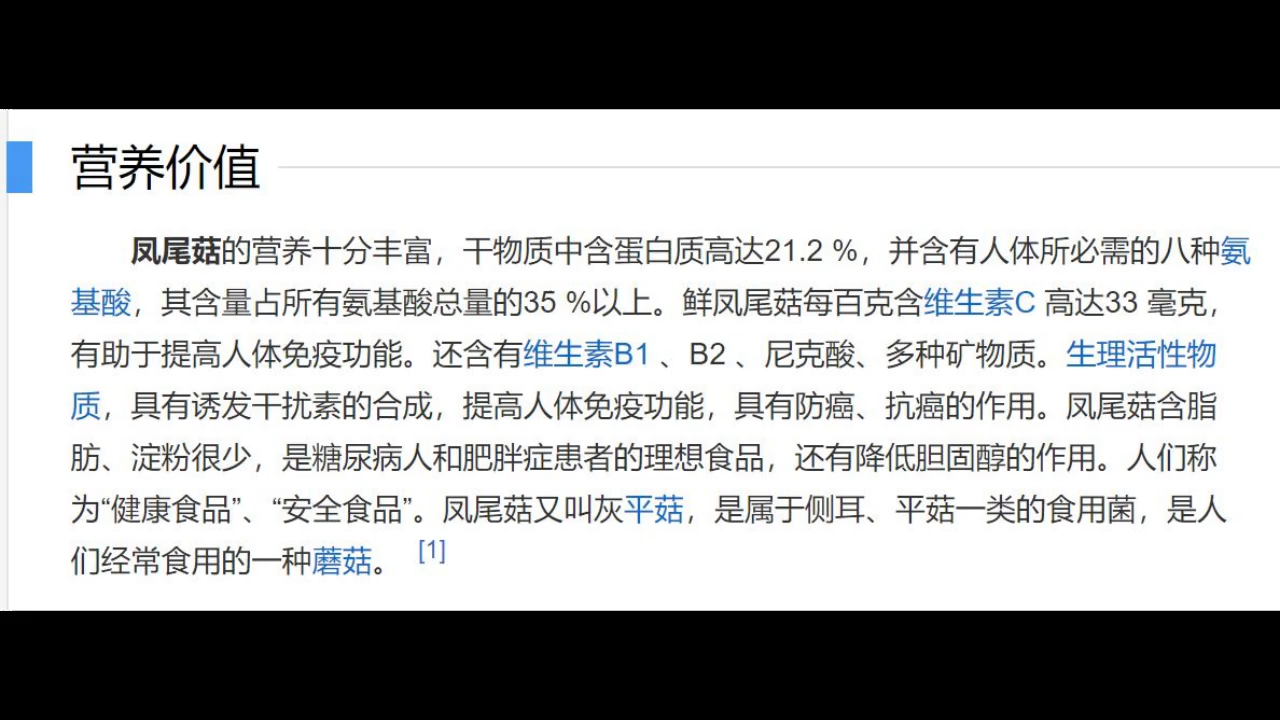 营养价值
凤尾菇的营养十分丰富，干物质中含蛋白质高达21.2 %，并含有人体所必需的八种氨
基酸，其含量占所有氨基酸总量的35 %以上。鲜凤尾菇每百克含维生素C 高达33 毫克，
有助于提高人体免疫功能。还含有维生素B1 、B2 、尼克酸、多种矿物质。生理活性物
质，具有诱发干扰素的合成，提高人体免疫功能，具有防癌、抗癌的作用。凤尾菇含脂
肪、淀粉很少，是糖尿病人和肥胖症患者的理想食品，还有降低胆固醇的作用。人们称
为“健康食品”、“安全食品”。凤尾菇又叫灰平菇，是属于侧耳、平菇一类的食用菌，是人
们经常食用的一种蘑菇。 [1]